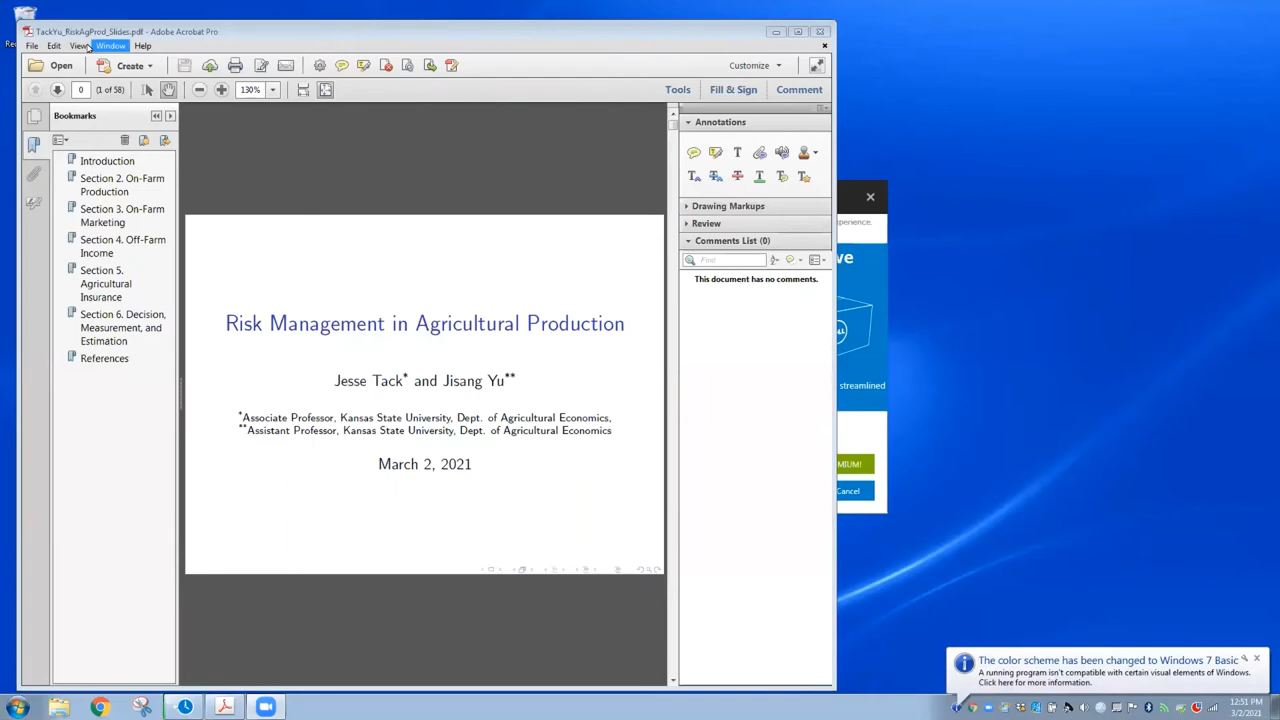 TackYu_RiskAgProd_Slides.pdf - Adobe Acrobat Pro
File Edit View Window Help
Open Create Customize
0 (1 of 58) 130% Tools Fill & Sign Comment
Bookmarks
Introduction
Section 2. On-Farm
Production
Section 3. On-Farm
Marketing
Section 4. Off-Farm
Income
Section 5.
Agricultural
Insurance
Section 6. Decision,
Measurement, and
Estimation
References
Risk Management in Agricultural Production
Jesse Tack* and Jisang Yu**
*Associate Professor, Kansas State University, Dept. of Agricultural Economics,
**Assistant Professor, Kansas State University, Dept. of Agricultural Economics
March 2, 2021
Annotations
Drawing Markups
Review
Comments List (0)
Find
This document has no comments.
perience.
ve
streamlined
MIUM!
Cancel
The color scheme has been changed to Windows 7 Basic
A running program isn't compatible with certain visual elements of Windows.
Click here for more information.
12:51 PM
3/2/2021